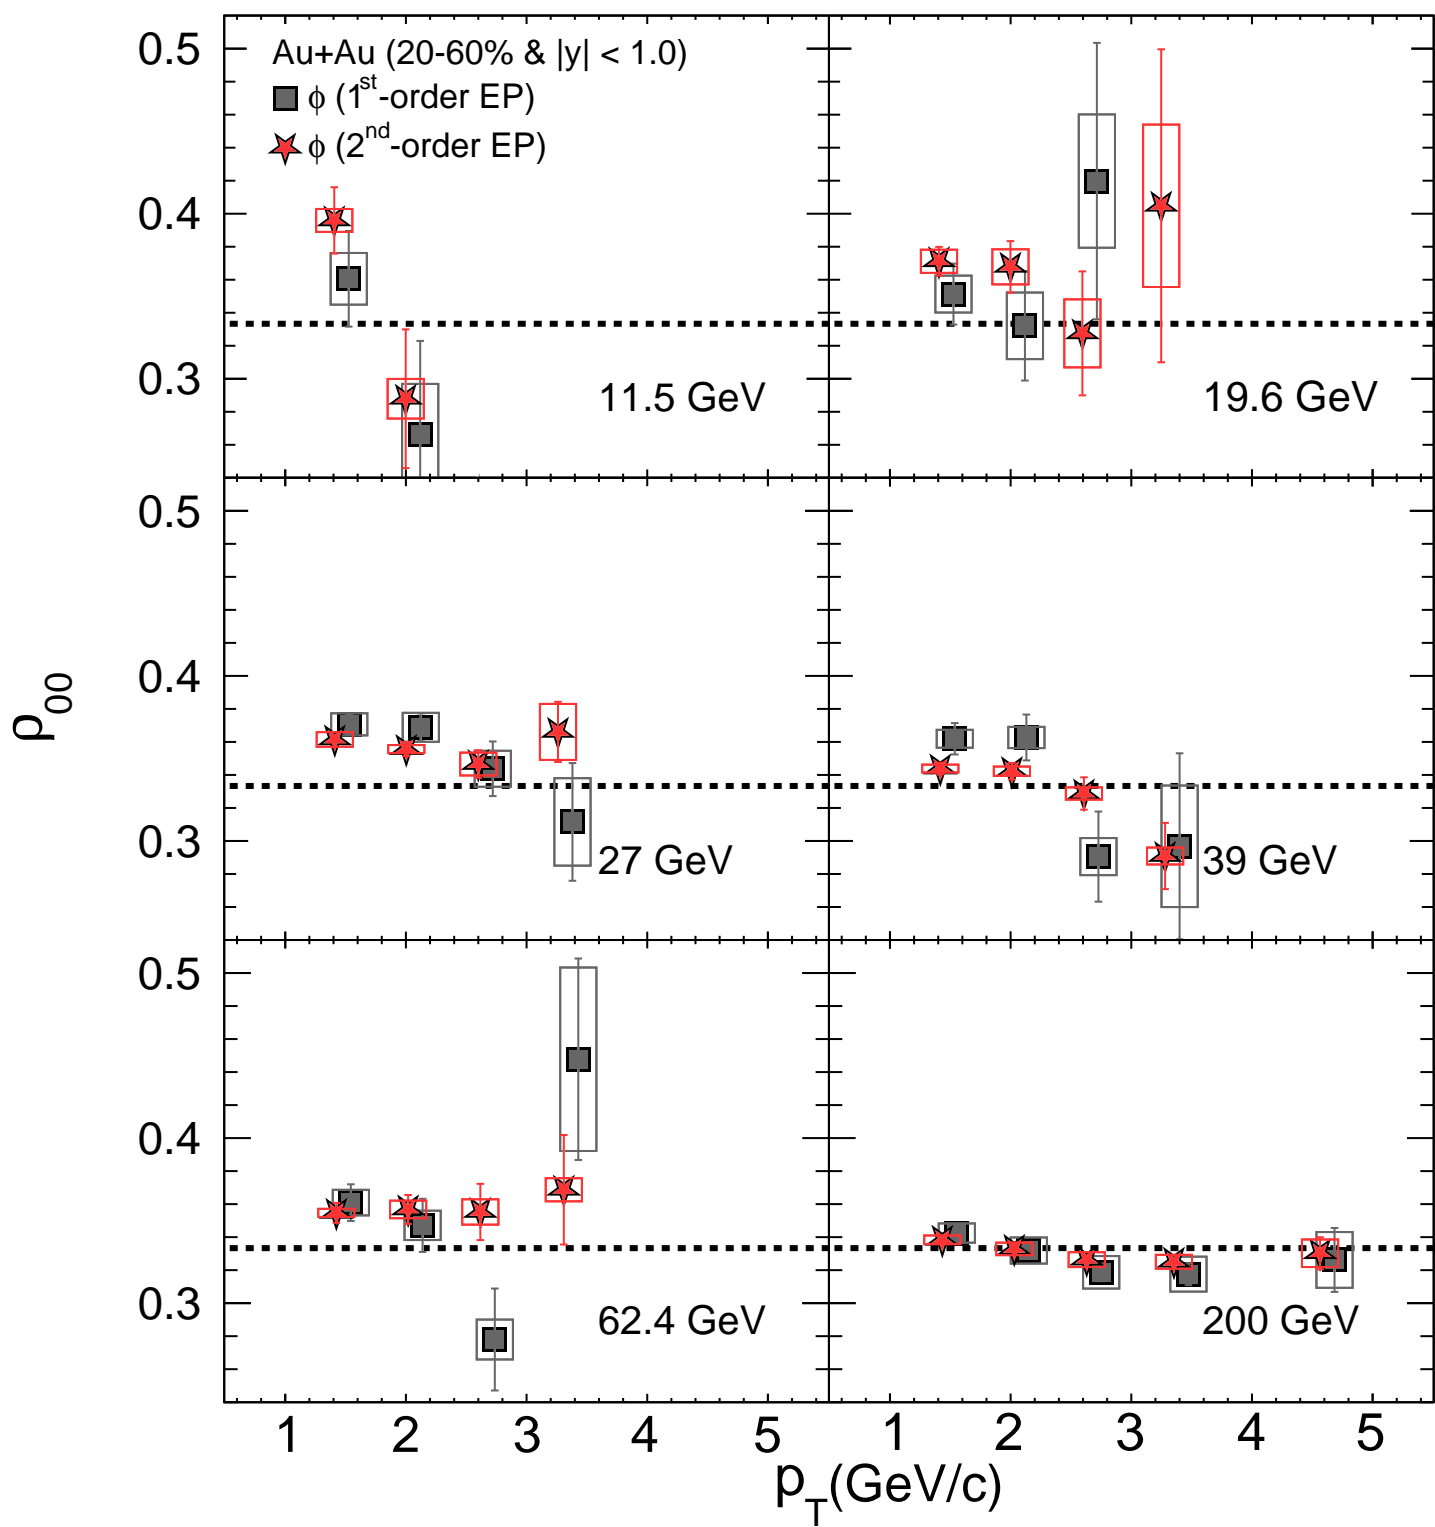 Au+Au (20-60% & |y| < 1.0)
ϕ (1st-order EP)
ϕ (2nd-order EP)
0.5
0.4
0.3
11.5 GeV
19.6 GeV
0.5
0.4
0.3
27 GeV
39 GeV
ρ00
0.5
0.4
0.3
62.4 GeV
200 GeV
1 2 3 4 5 1 2 3 4 5
pT (GeV/c)